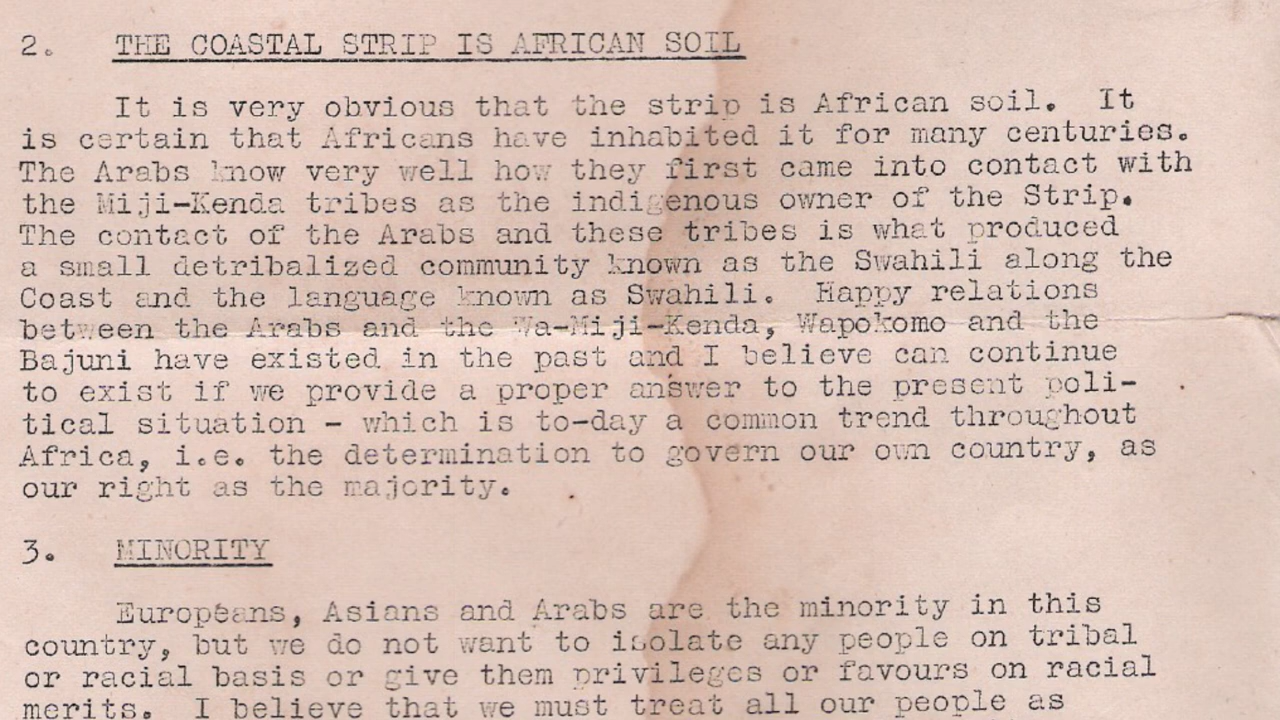 2. THE COASTAL STRIP IS AFRICAN SOIL
It is very obvious that the strip is African soil. It
is certain that Africans have inhabited it for many centuries.
The Arabs know very well how they first came into contact with
the Miji-Kenda tribes as the indigenous owner of the Strip.
The contact of the Arabs and these tribes is what produced
a small detribalized community known as the Swahili along the
Coast and the language known as Swahili. Happy relations
between the Arabs and the Wa-Miji-Kenda, Wapokomo and the
Bajuni have existed in the past and I believe can continue
to exist if we provide a proper answer to the present poli-
tical situation - which is to-day a common trend throughout
Africa, i.e. the determination to govern our own country, as
our right as the majority.
3. MINORITY
Europeans, Asians and Arabs are the minority in this
country, but we do not want to isolate any people on tribal
or racial basis or give them privileges or favours on racial
merits. I believe that we must treat all our people as